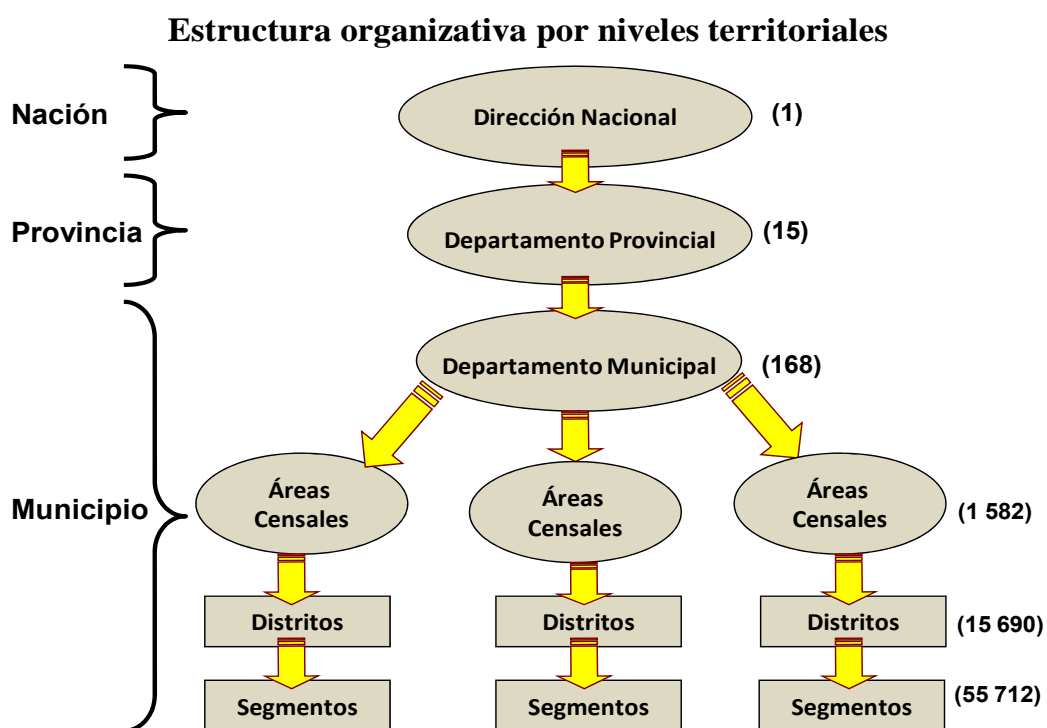 Estructura organizativa por niveles territoriales
Nación
Dirección Nacional
(1)
Provincia
Departamento Provincial
(15)
Departamento Municipal
(168)
Municipio
Áreas
Censales
Áreas
Censales
Áreas
Censales
(1 582)
Distritos
Distritos
Distritos
(15 690)
Segmentos
Segmentos
Segmentos
(55 712)